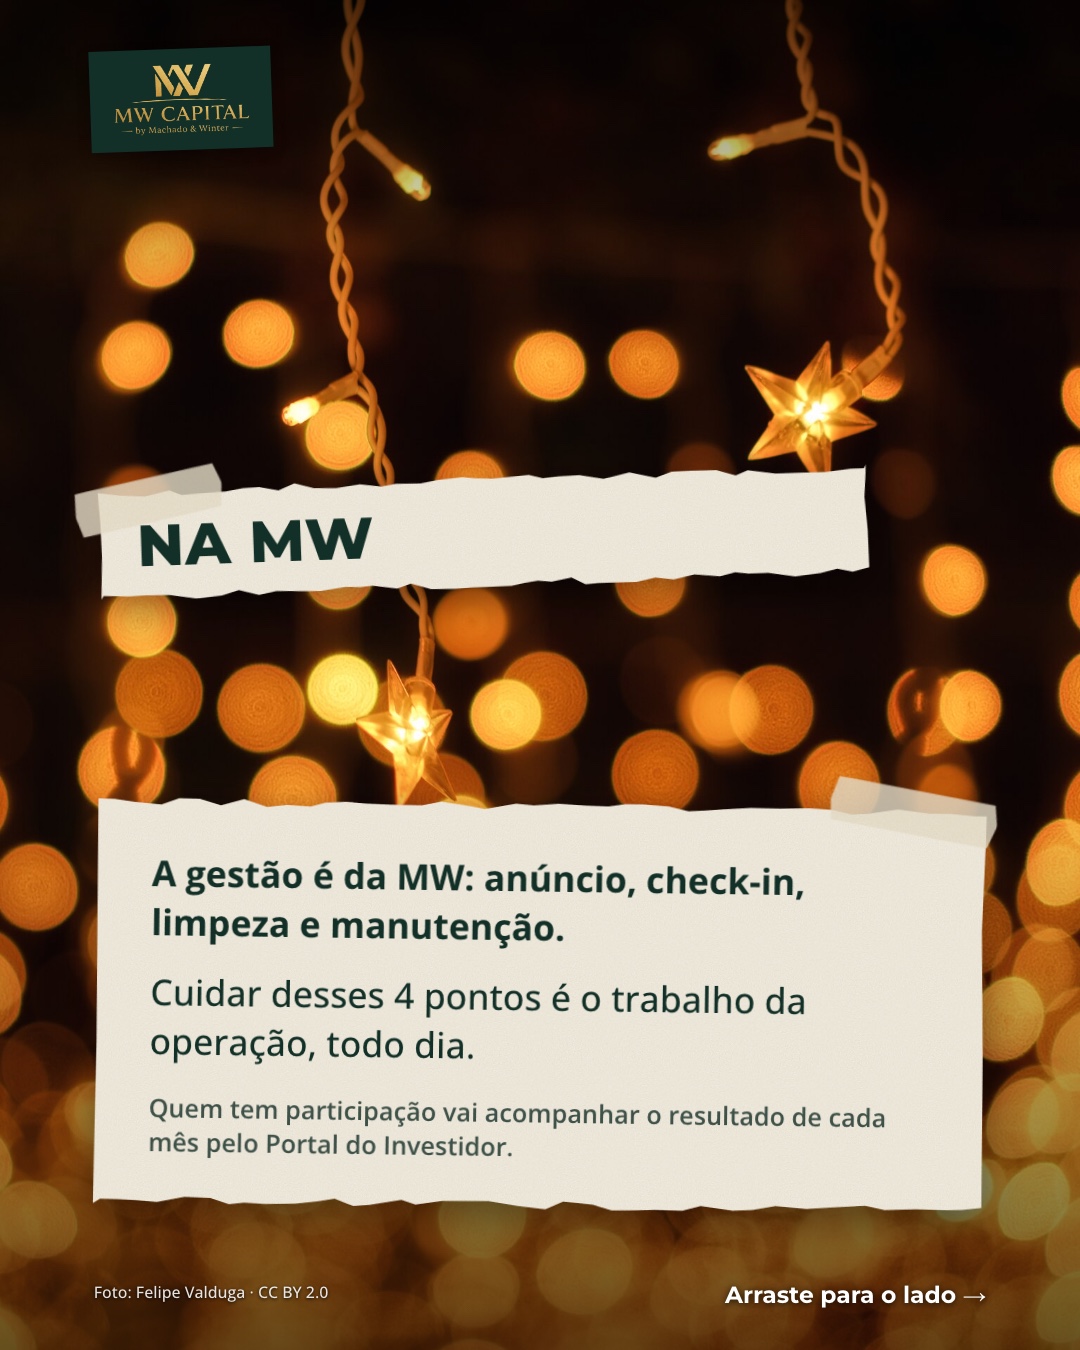 MW CAPITAL
by Machado & Winter
NA MW
A gestão é da MW: anúncio, check-in,
limpeza e manutenção.
Cuidar desses 4 pontos é o trabalho da
operação, todo dia.
Quem tem participação vai acompanhar o resultado de cada
mês pelo Portal do Investidor.
Foto: Felipe Valduga · CC BY 2.0
Arraste para o lado →